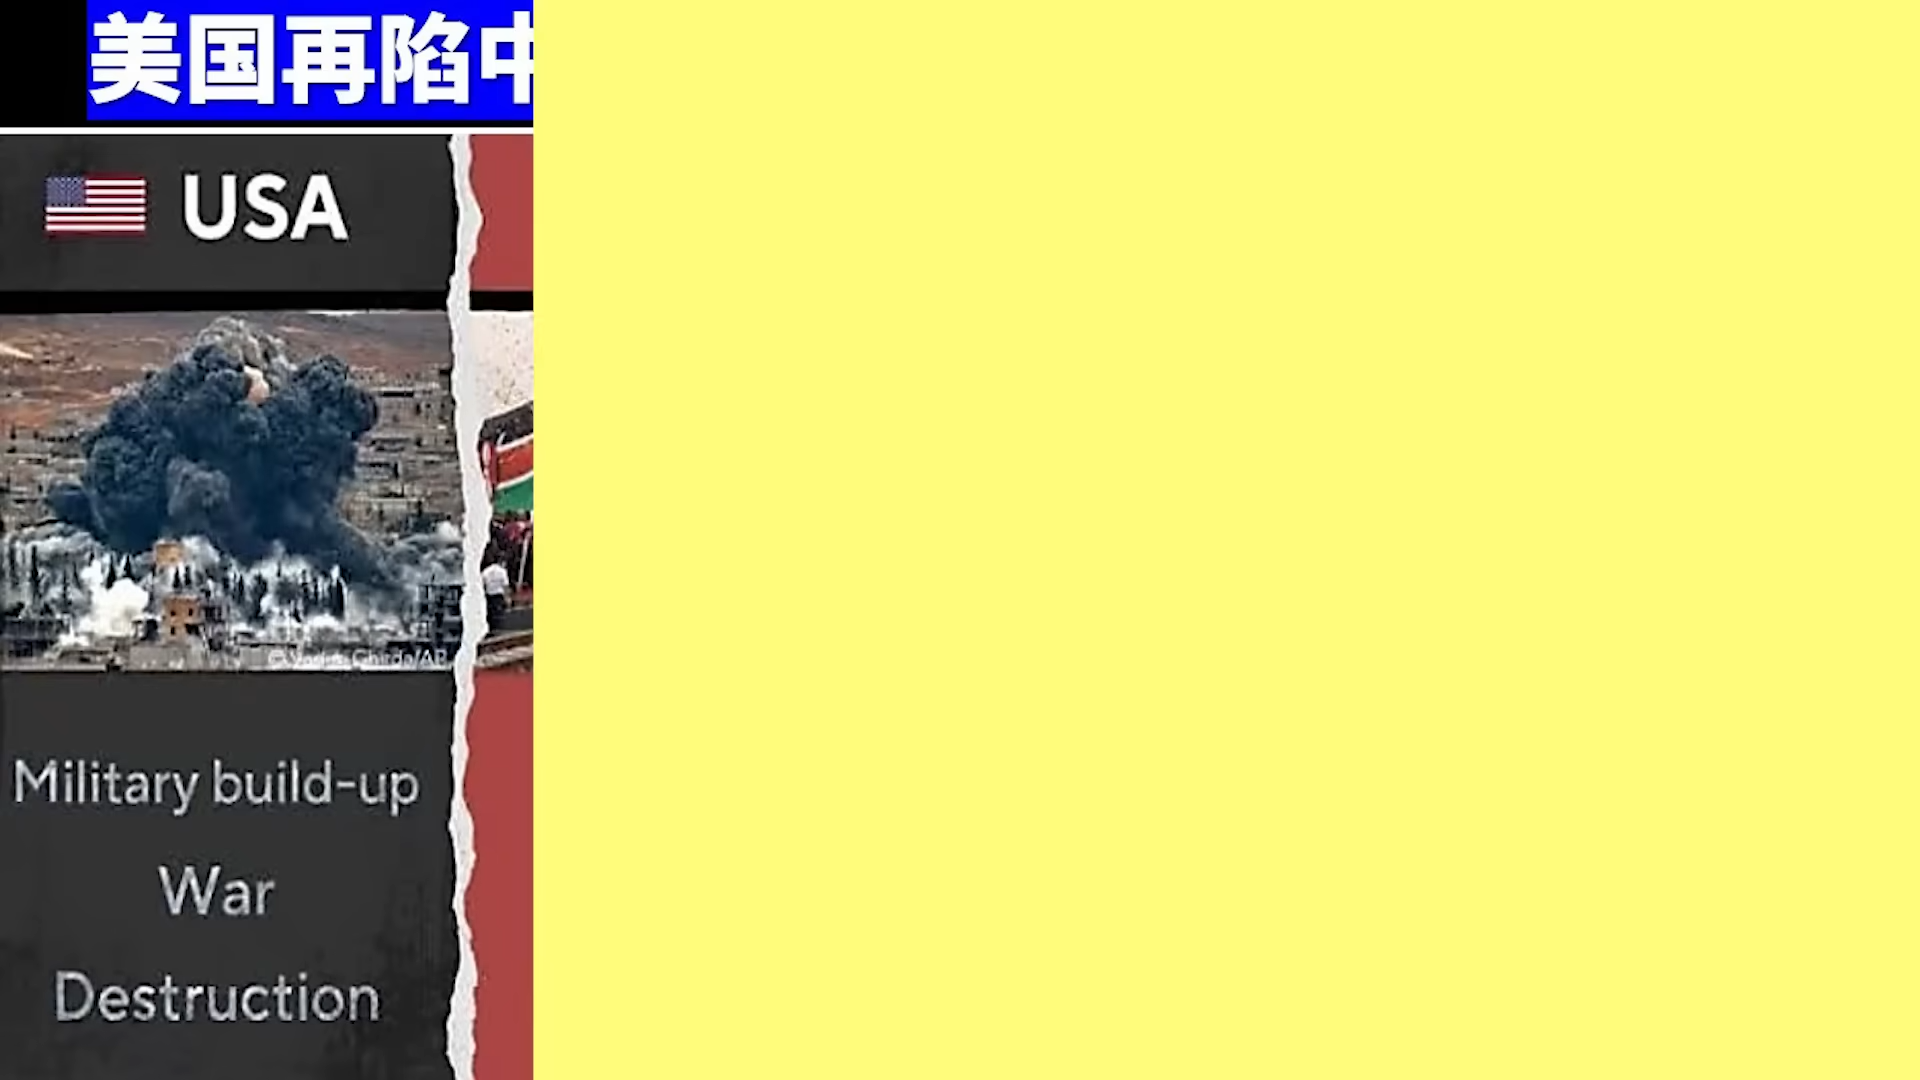 美国再陷中
USA
Military build-up
War
Destruction